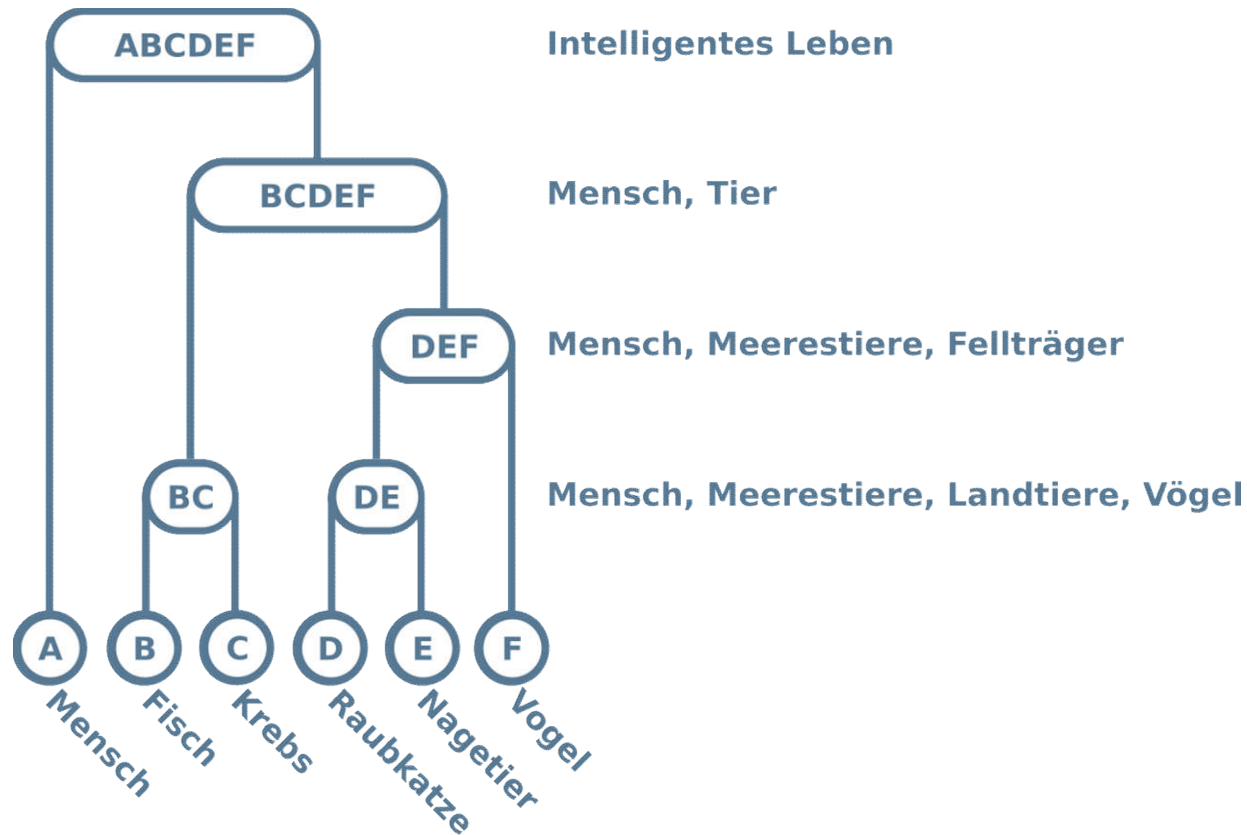 ABCDEF Intelligentes Leben
BCDEF Mensch, Tier
DEF Mensch, Meerestiere, Fellträger
BC DE Mensch, Meerestiere, Landtiere, Vögel
A B C D E F
Mensch
Fisch
Krebs
Raubkatze
Nagetier
Vogel